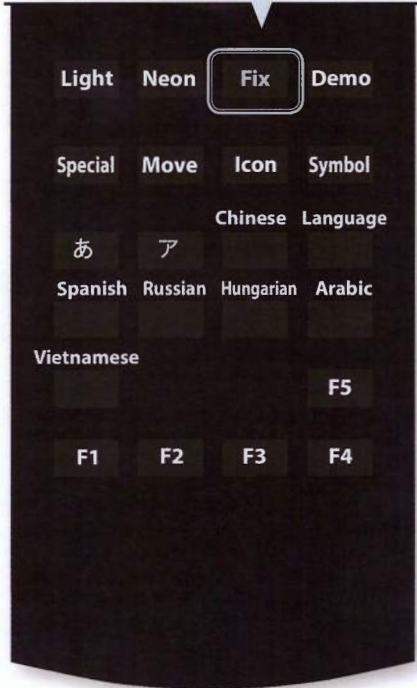 Light Neon Fix Demo
Special Move Icon Symbol
Chinese Language
あ ア
Spanish Russian Hungarian Arabic
Vietnamese
F5
F1 F2 F3 F4